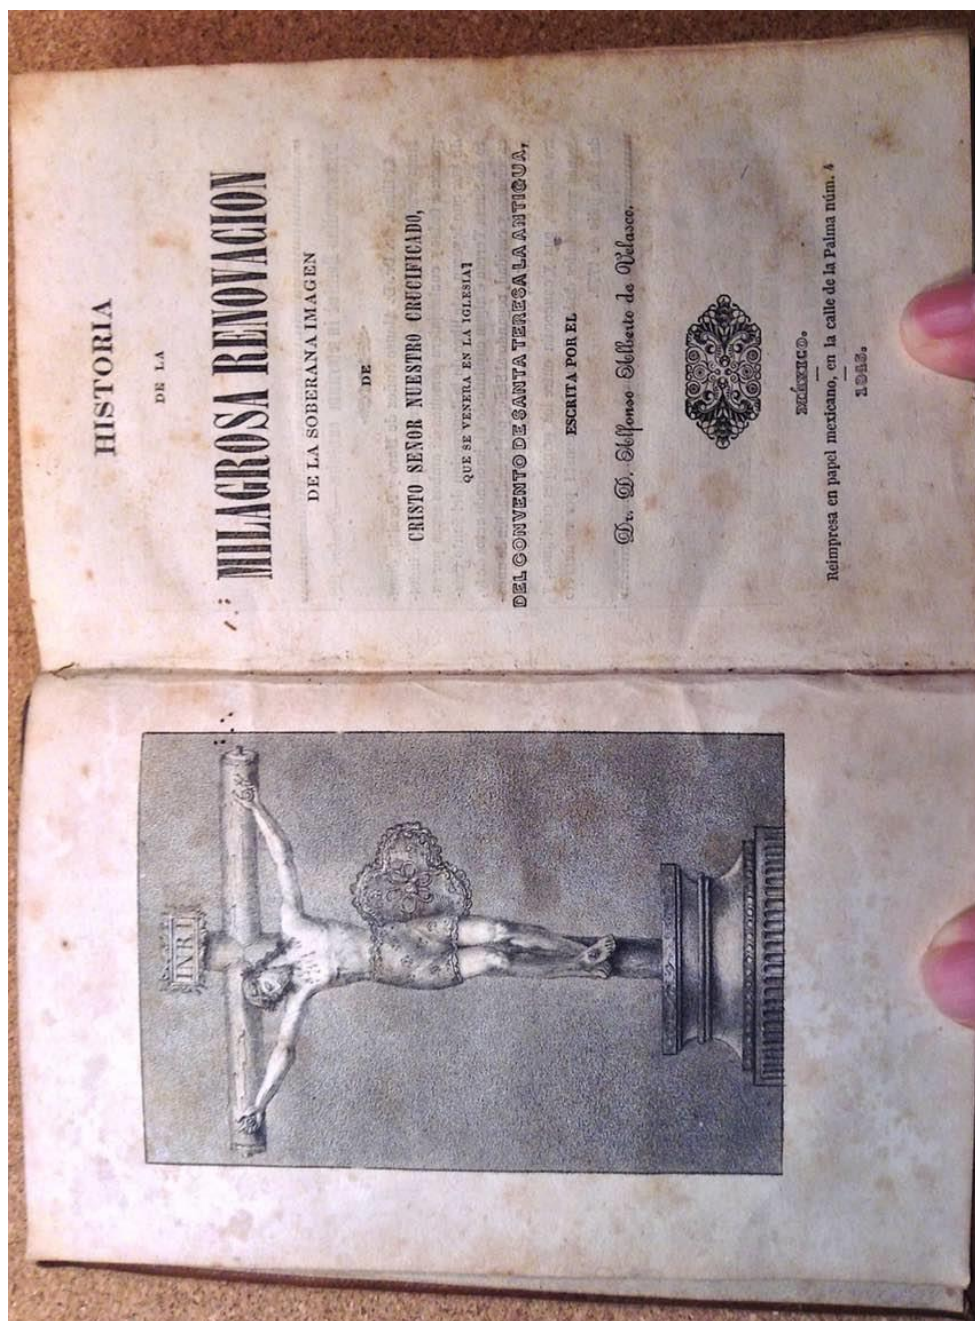 INRI
HISTORIA
DE LA
MILAGROSA RENOVACION
DE LA SOBERANA IMAGEN
DE
CRISTO SEÑOR NUESTRO CRUCIFICADO,
QUE SE VENERA EN LA IGLESIA
DEL CONVENTO DE SANTA TERESA LA ANTIGUA,
ESCRITA POR EL
Dr. D. Alfonso Alberto de Velasco.
MÉXICO.
Reimpresa en papel mexicano, en la calle de la Palma núm. 4
1845.